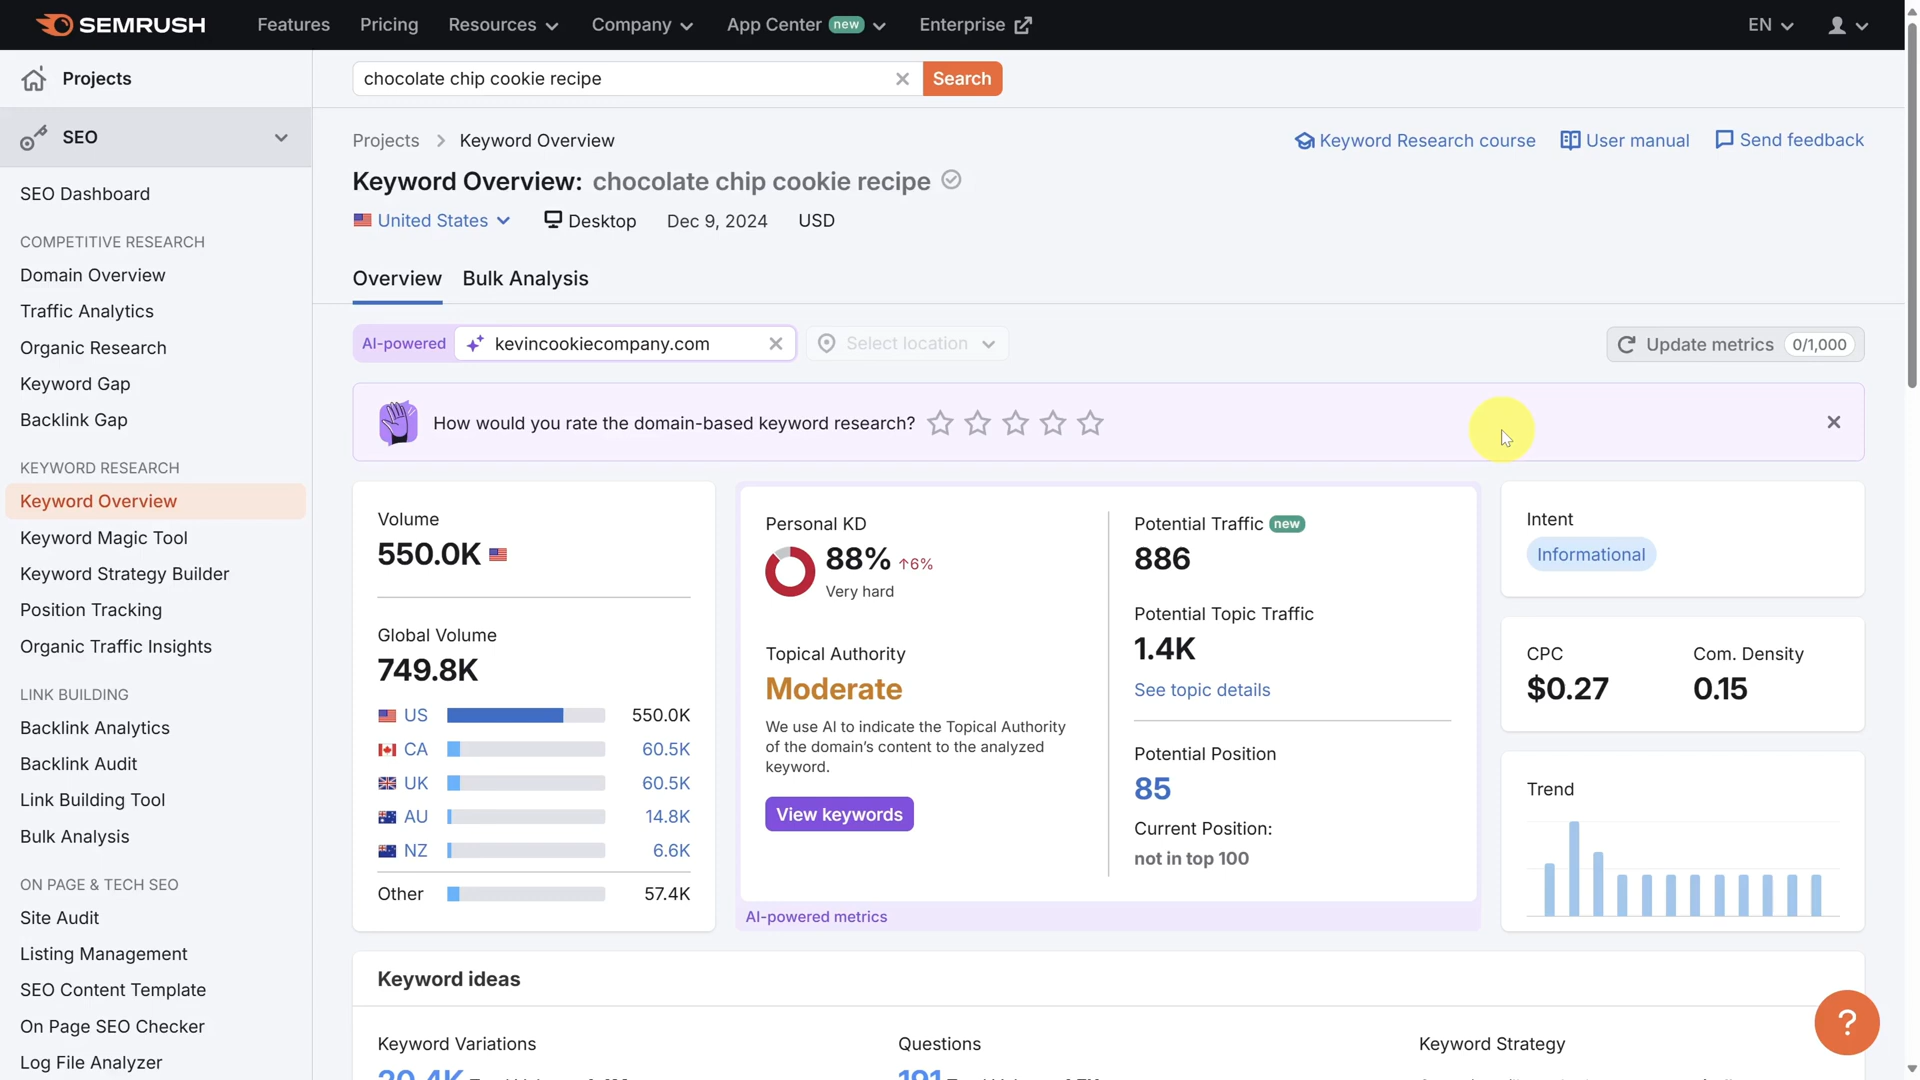 SEMRUSH
Features
Pricing
Resources
Company
App Center new
Enterprise
EN
Projects
SEO
SEO Dashboard
COMPETITIVE RESEARCH
Domain Overview
Traffic Analytics
Organic Research
Keyword Gap
Backlink Gap
KEYWORD RESEARCH
Keyword Overview
Keyword Magic Tool
Keyword Strategy Builder
Position Tracking
Organic Traffic Insights
LINK BUILDING
Backlink Analytics
Backlink Audit
Link Building Tool
Bulk Analysis
ON PAGE & TECH SEO
Site Audit
Listing Management
SEO Content Template
On Page SEO Checker
Log File Analyzer
chocolate chip cookie recipe
Search
Projects > Keyword Overview
Keyword Research course
User manual
Send feedback
Keyword Overview: chocolate chip cookie recipe
United States
Desktop
Dec 9, 2024
USD
Overview
Bulk Analysis
AI-powered
kevincookiecompany.com
Select location
Update metrics 0/1,000
How would you rate the domain-based keyword research?
Volume
550.0K
Global Volume
749.8K
US 550.0K
CA 60.5K
UK 60.5K
AU 14.8K
NZ 6.6K
Other 57.4K
Personal KD
88% ↑6%
Very hard
Topical Authority
Moderate
We use AI to indicate the Topical Authority
of the domain's content to the analyzed
keyword.
View keywords
Potential Traffic new
886
Potential Topic Traffic
1.4K
See topic details
Potential Position
85
Current Position:
not in top 100
AI-powered metrics
Intent
Informational
CPC
$0.27
Com. Density
0.15
Trend
Keyword ideas
Keyword Variations
Questions
Keyword Strategy
?